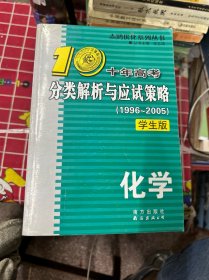 志鸿优化系列丛书
10
十年高考
分类解析与应试策略
(1996~2005)
学生版
化学
南方出版社